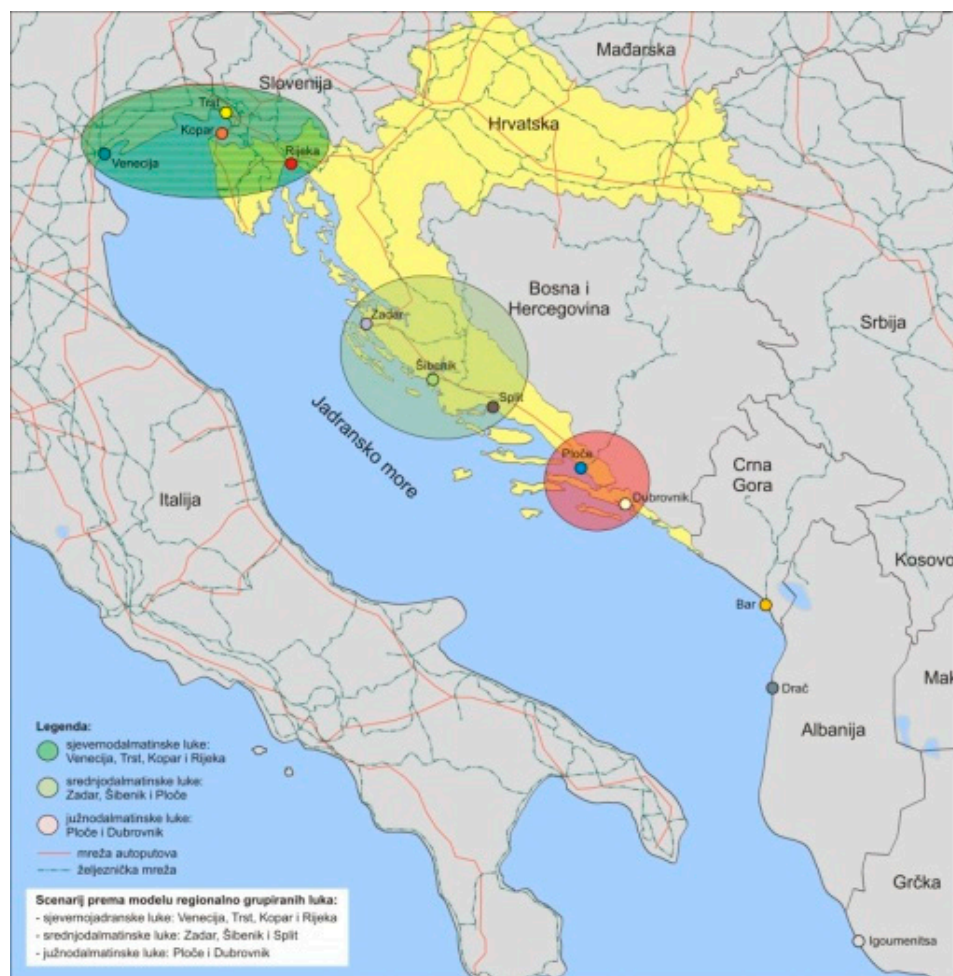 Mađarska
Slovenija
Trst
Kopar
Hrvatska
Rijeka
Venecija
Bosna i
Hercegovina
Zadar
Srbija
Šibenik
Split
Jadransko more
Ploče
Crna
Gora
Italija
Dubrovnik
Kosovo
Bar
Mak
Drač
Albanija
Legenda:
sjevernodalmatinske luke:
Venecija, Trst, Kopar i Rijeka
srednjodalmatinske luke:
Zadar, Šibenik i Ploče
južnodalmatinske luke:
Ploče i Dubrovnik
mreža autoputova
željeznička mreža
Grčka
Scenarij prema modelu regionalno grupiranih luka:
- sjevernojadranske luke: Venecija, Trst, Kopar i Rijeka
- srednjodalmatinske luke: Zadar, Šibenik i Split
- južnodalmatinske luke: Ploče i Dubrovnik
Igoumenitsa